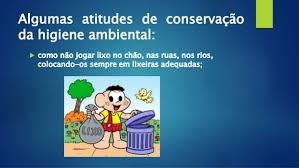 Algumas atitudes de conservação
da higiene ambiental:
como não jogar lixo no chão, nas ruas, nos rios,
colocando-os sempre em lixeiras adequadas;